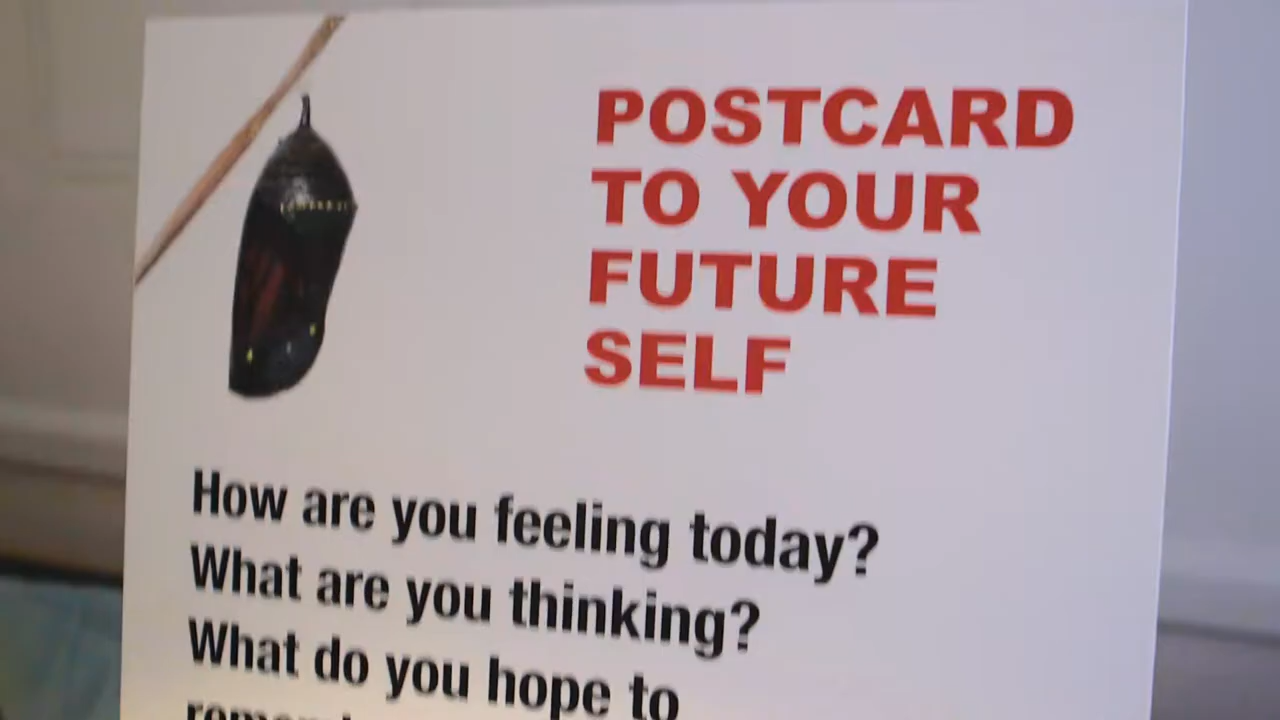 POSTCARD
TO YOUR
FUTURE
SELF
How are you feeling today?
What are you thinking?
What do you hope to